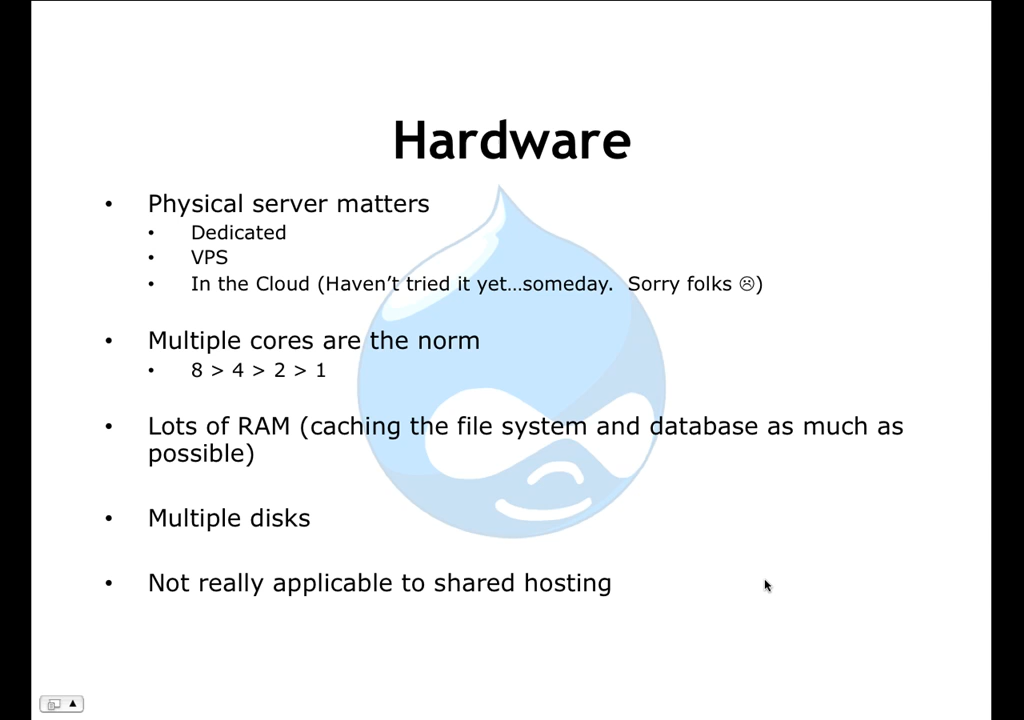 Hardware
• Physical server matters
• Dedicated
• VPS
• In the Cloud (Haven’t tried it yet…someday.  Sorry folks ☹)
• Multiple cores are the norm
• 8 > 4 > 2 > 1
• Lots of RAM (caching the file system and database as much as
possible)
• Multiple disks
• Not really applicable to shared hosting